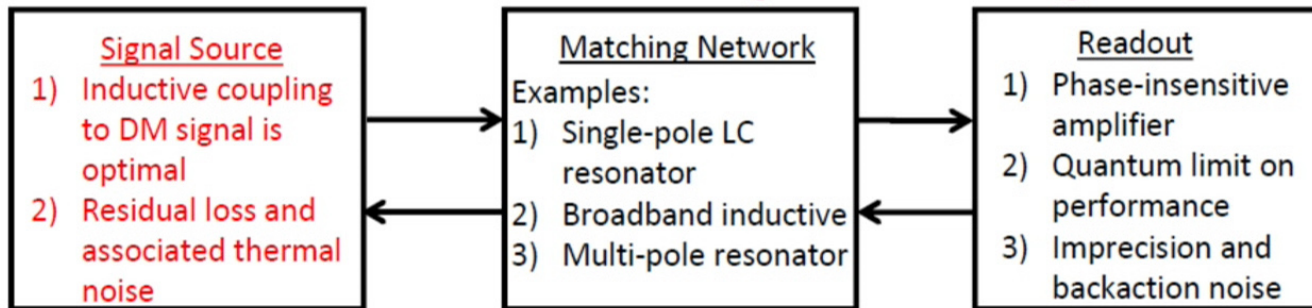 Signal Source
1) Inductive coupling
to DM signal is
optimal
2) Residual loss and
associated thermal
noise
Matching Network
Examples:
1) Single-pole LC
resonator
2) Broadband inductive
3) Multi-pole resonator
Readout
1) Phase-insensitive
amplifier
2) Quantum limit on
performance
3) Imprecision and
backaction noise